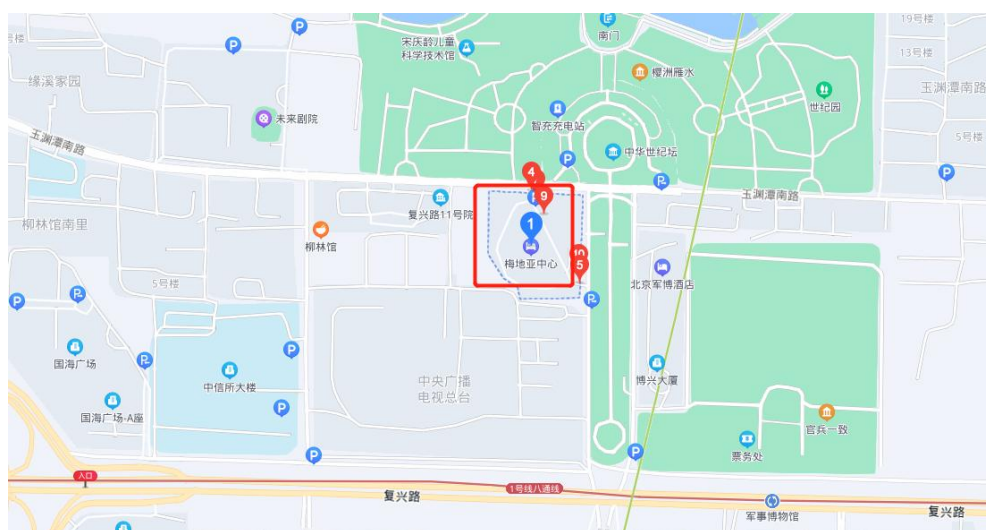 19号楼
号楼
宋庆龄儿童
科学技术馆
南门
13号楼
樱洲雁水
缘溪家园
玉渊潭南路
世纪园
未来剧院
智充充电站
5号楼
玉渊潭南路
中华世纪坛
4
9
玉渊潭南路
复兴路11号院
柳林馆南里
1
柳林馆
梅地亚中心
10
5
5号楼
北京军博酒店
国海广场
中信所大楼
中央广播
电视总台
博兴大厦
国海广场-A座
官兵一致
票务处
入口
1号线八通线
复兴路
军事博物馆
复兴路
P
P
P
P
P
P
P
P
P